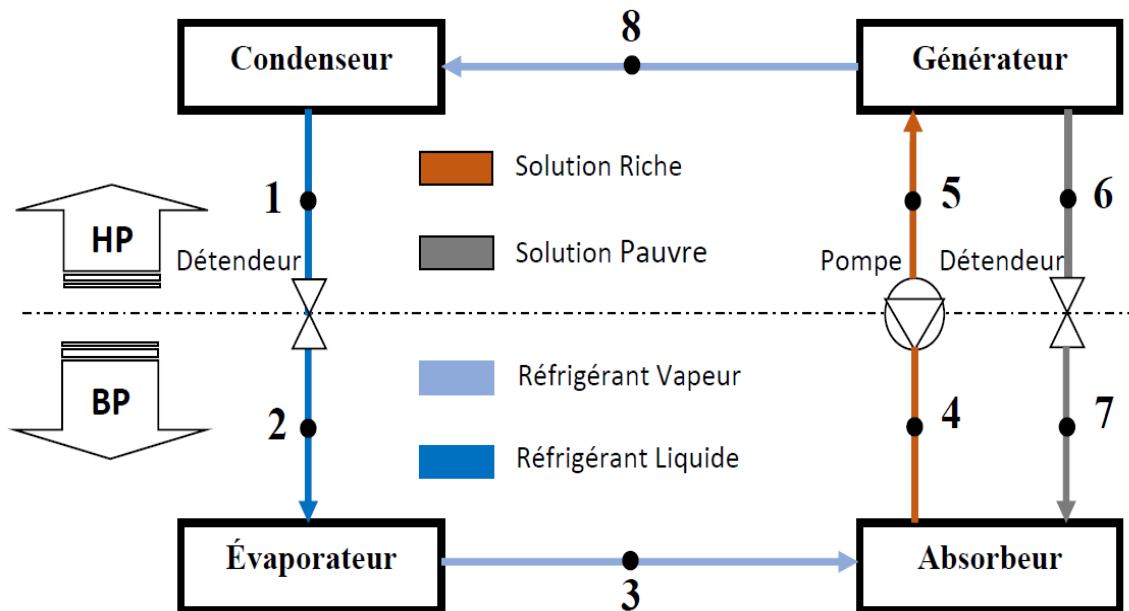 8
Condenseur
Générateur
Solution Riche
1
5
6
HP
Solution Pauvre
Détendeur
Pompe
Détendeur
Réfrigérant Vapeur
BP
2
4
7
Réfrigérant Liquide
Évaporateur
Absorbeur
3